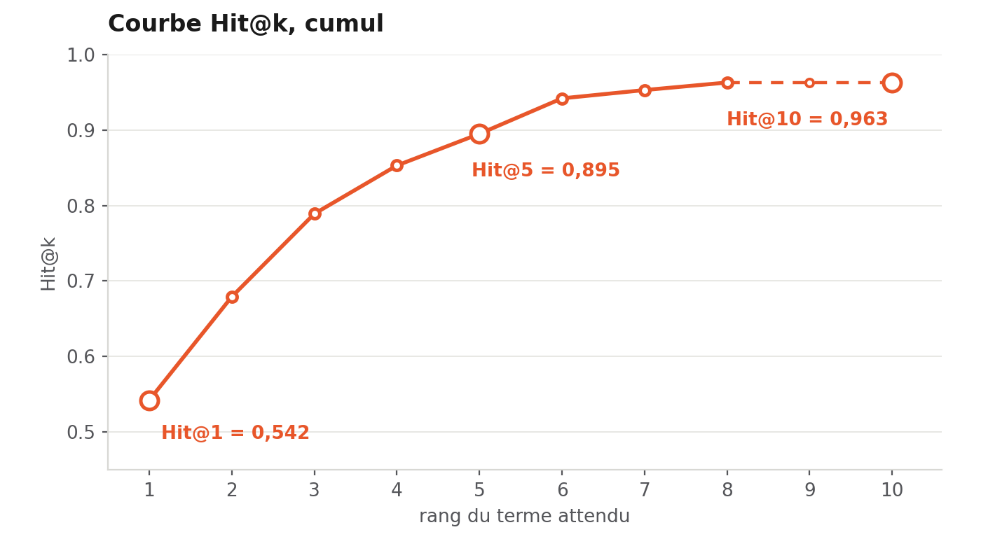 Courbe Hit@k, cumul
1.0
0.9
0.8
0.7
0.6
0.5
Hit@k
Hit@10 = 0,963
Hit@5 = 0,895
Hit@1 = 0,542
1 2 3 4 5 6 7 8 9 10
rang du terme attendu